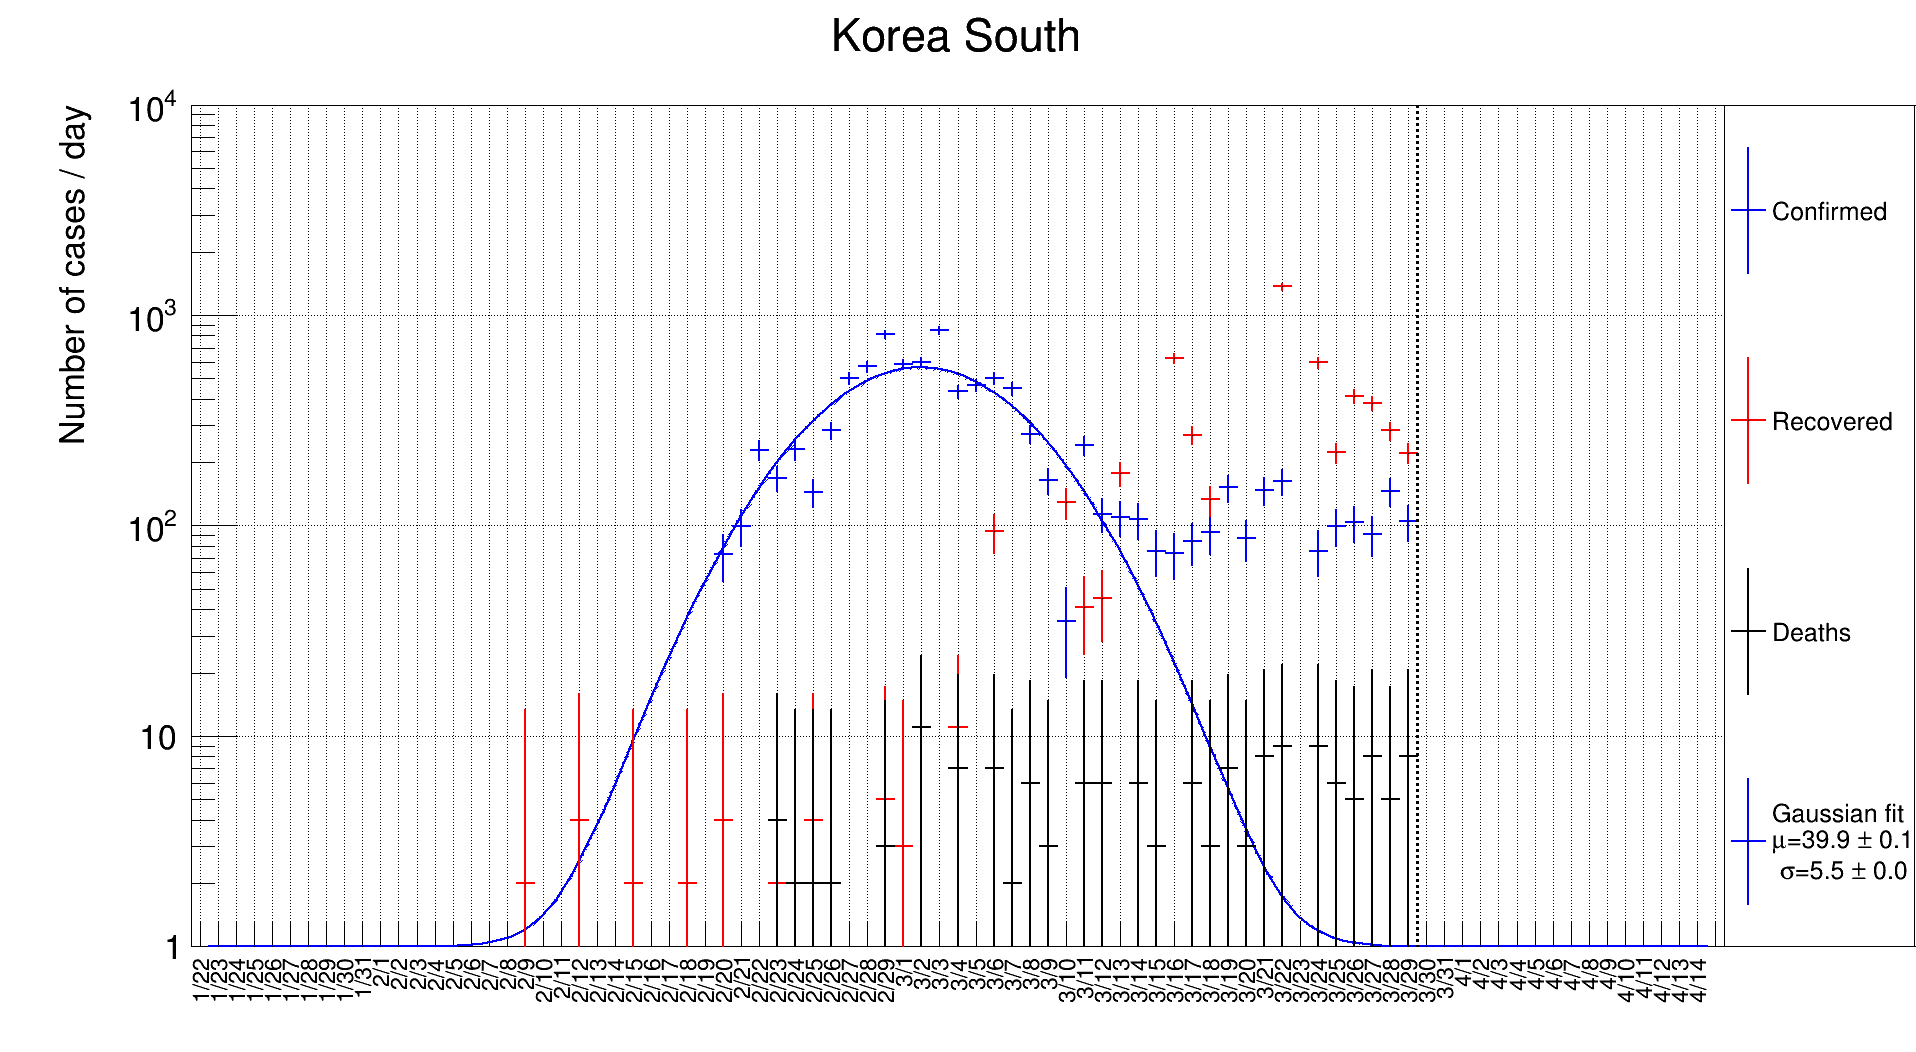 Korea South
Number of cases / day
10⁴
10³
10²
10
1
1/22 1/23 1/24 1/25 1/26 1/27 1/28 1/29 1/30 1/31 2/1 2/2 2/3 2/4 2/5 2/6 2/7 2/8 2/9 2/10 2/11 2/12 2/13 2/14 2/15 2/16 2/17 2/18 2/19 2/20 2/21 2/22 2/23 2/24 2/25 2/26 2/27 2/28 2/29 3/1 3/2 3/3 3/4 3/5 3/6 3/7 3/8 3/9 3/10 3/11 3/12 3/13 3/14 3/15 3/16 3/17 3/18 3/19 3/20 3/21 3/22 3/23 3/24 3/25 3/26 3/27 3/28 3/29 3/30 3/31 4/1 4/2 4/3 4/4 4/5 4/6 4/7 4/8 4/9 4/10 4/11 4/12 4/13 4/14
Confirmed
Recovered
Deaths
Gaussian fit
μ=39.9 ± 0.1
σ=5.5 ± 0.0